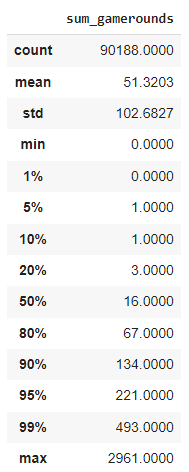 sum_gamerounds
count 90188.0000
mean 51.3203
std 102.6827
min 0.0000
1% 0.0000
5% 1.0000
10% 1.0000
20% 3.0000
50% 16.0000
80% 67.0000
90% 134.0000
95% 221.0000
99% 493.0000
max 2961.0000